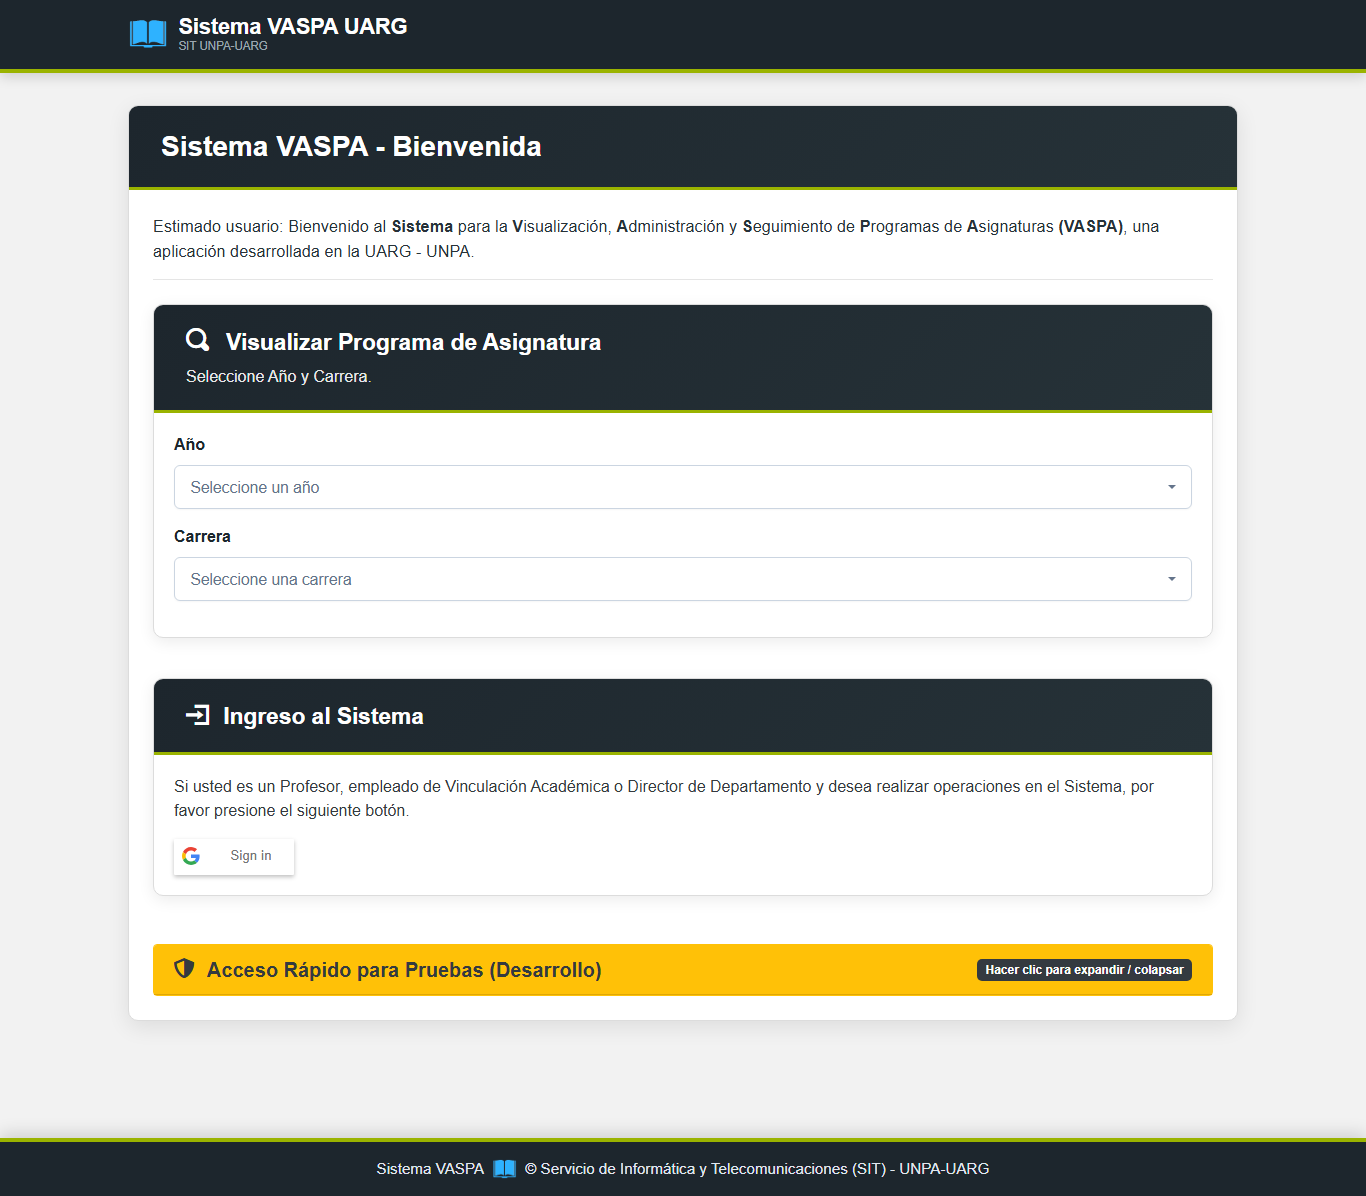 Sistema VASPA UARG
SIT UNPA-UARG
Sistema VASPA - Bienvenida
Estimado usuario: Bienvenido al Sistema para la Visualización, Administración y Seguimiento de Programas de Asignaturas (VASPA), una
aplicación desarrollada en la UARG - UNPA.
Visualizar Programa de Asignatura
Seleccione Año y Carrera.
Año
Seleccione un año
Carrera
Seleccione una carrera
Ingreso al Sistema
Si usted es un Profesor, empleado de Vinculación Académica o Director de Departamento y desea realizar operaciones en el Sistema, por
favor presione el siguiente botón.
Sign in
Acceso Rápido para Pruebas (Desarrollo)
Hacer clic para expandir / colapsar
Sistema VASPA © Servicio de Informática y Telecomunicaciones (SIT) - UNPA-UARG